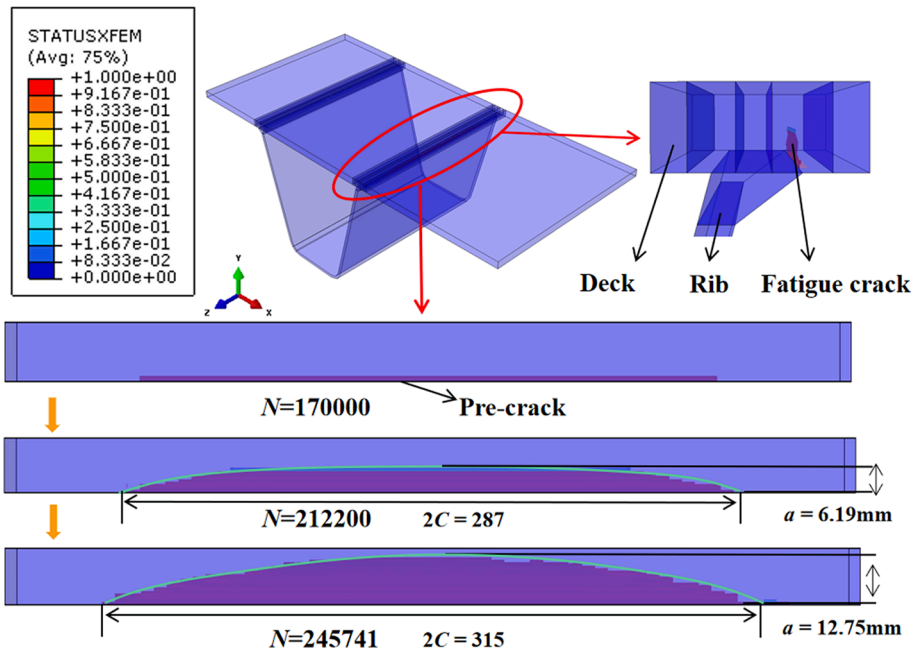 STATUSXFEM
(Avg: 75%)
+1.000e+00
+9.167e-01
+8.333e-01
+7.500e-01
+6.667e-01
+5.833e-01
+5.000e-01
+4.167e-01
+3.333e-01
+2.500e-01
+1.667e-01
+8.333e-02
+0.000e+00
Y
Z
X
Deck
Rib
Fatigue crack
N=170000
Pre-crack
N=212200
2C = 287
a = 6.19mm
N=245741
2C = 315
a = 12.75mm